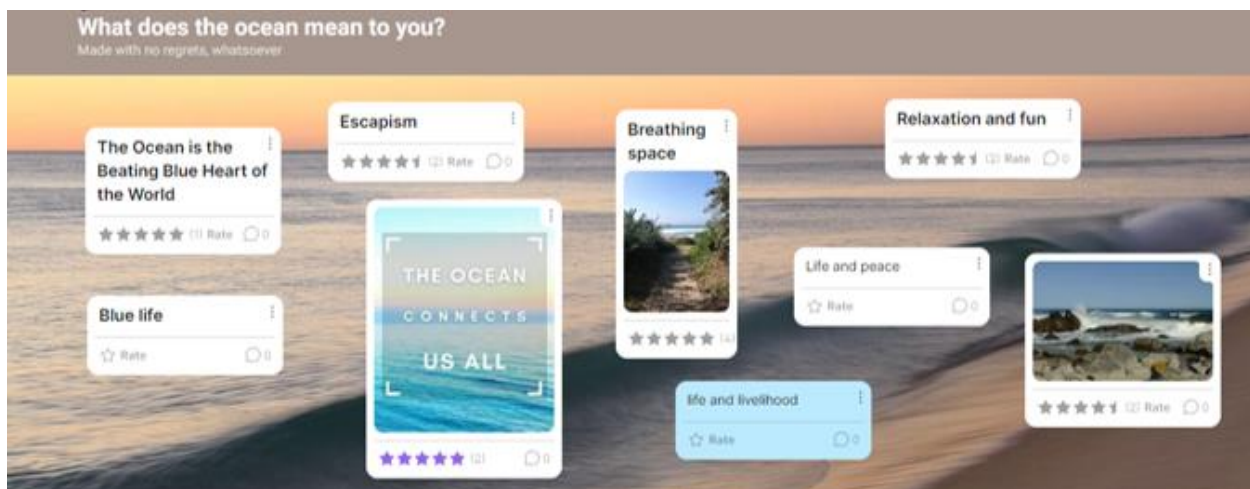 What does the ocean mean to you?
Made with no regrets, whatsoever
The Ocean is the
Beating Blue Heart of
the World
(1) Rate 0
Blue life
Rate 0
Escapism
(2) Rate 0
THE OCEAN
CONNECTS
US ALL
(2) 0
Breathing
space
(4)
Relaxation and fun
(2) Rate 0
Life and peace
Rate 0
life and livelihood
Rate 0
(2) Rate 0